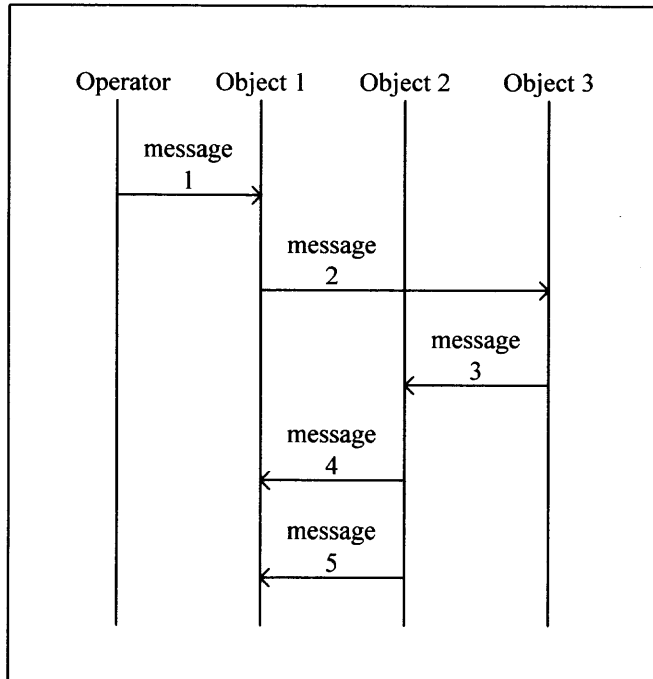 Operator Object 1 Object 2 Object 3
message
1
message
2
message
3
message
4
message
5